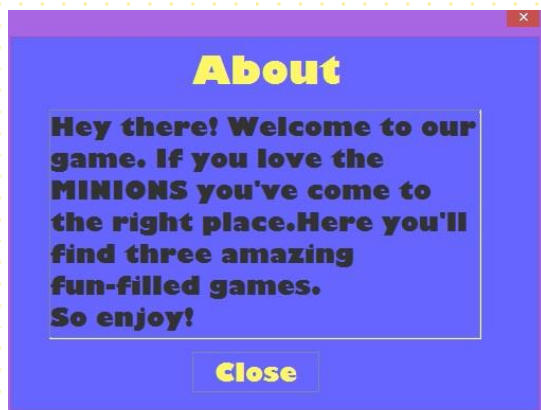 About
Hey there! Welcome to our
game. If you love the
MINIONS you've come to
the right place.Here you'll
find three amazing
fun-filled games.
So enjoy!
Close